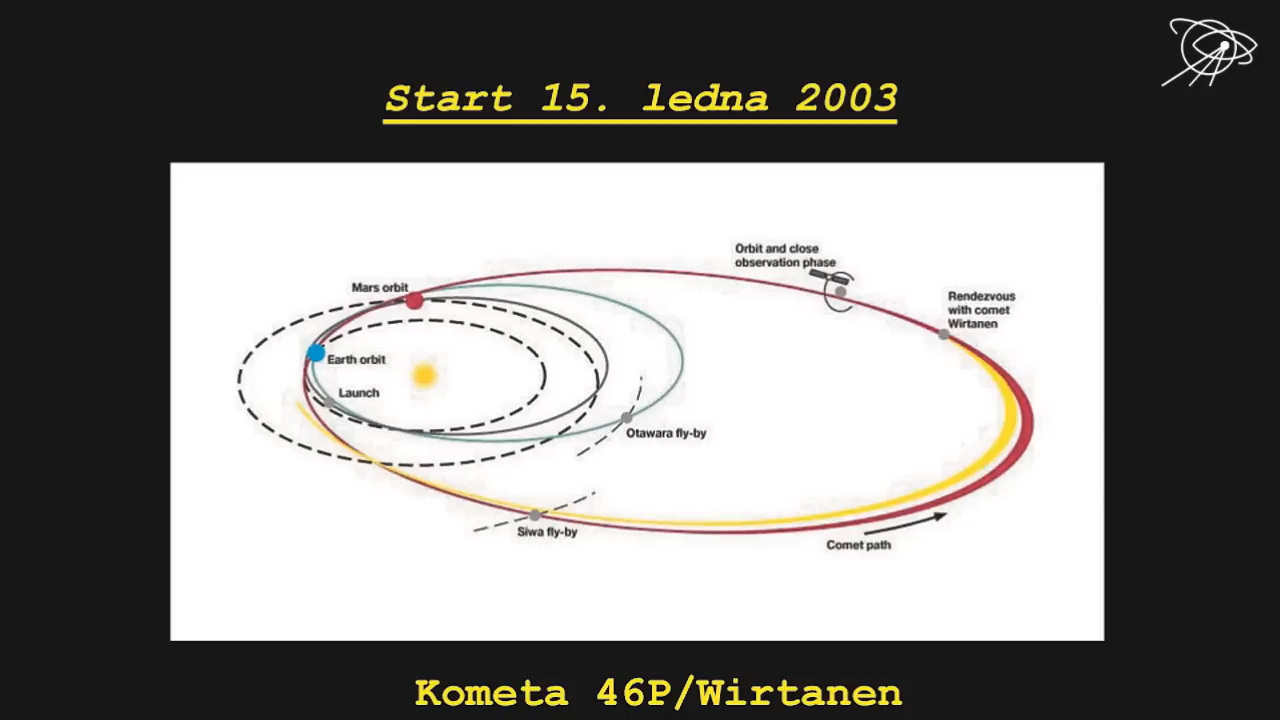 Start 15. ledna 2003
Orbit and close
observation phase
Mars orbit
Rendezvous
with comet
Wirtanen
Earth orbit
Launch
Otawara fly-by
Siwa fly-by
Comet path
Kometa 46P/Wirtanen